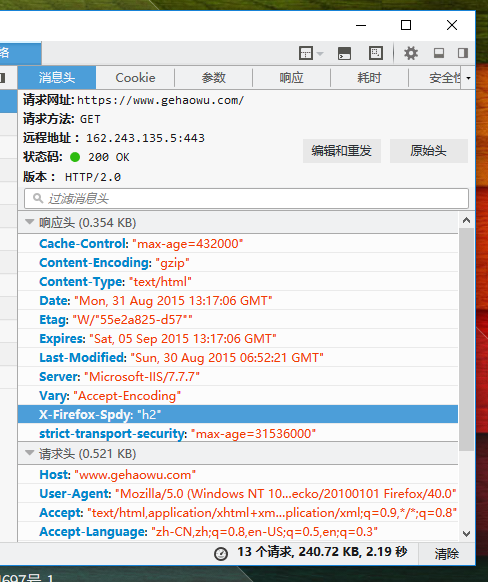 络
消息头 Cookie 参数 响应 耗时 安全性
请求网址: https://www.gehaowu.com/
请求方法: GET
远程地址： 162.243.135.5:443
状态码: 200 OK
编辑和重发 原始头
版本： HTTP/2.0
过滤消息头
响应头 (0.354 KB)
Cache-Control: "max-age=432000"
Content-Encoding: "gzip"
Content-Type: "text/html"
Date: "Mon, 31 Aug 2015 13:17:06 GMT"
Etag: "W/"55e2a825-d57""
Expires: "Sat, 05 Sep 2015 13:17:06 GMT"
Last-Modified: "Sun, 30 Aug 2015 06:52:21 GMT"
Server: "Microsoft-IIS/7.7.7"
Vary: "Accept-Encoding"
X-Firefox-Spdy: "h2"
strict-transport-security: "max-age=31536000"
请求头 (0.521 KB)
Host: "www.gehaowu.com"
User-Agent: "Mozilla/5.0 (Windows NT 10...ecko/20100101 Firefox/40.0"
Accept: "text/html,application/xhtml+xm...plication/xml;q=0.9,*/*;q=0.8"
Accept-Language: "zh-CN,zh;q=0.8,en-US;q=0.5,en;q=0.3"
13 个请求, 240.72 KB, 2.19 秒 清除
697号 1